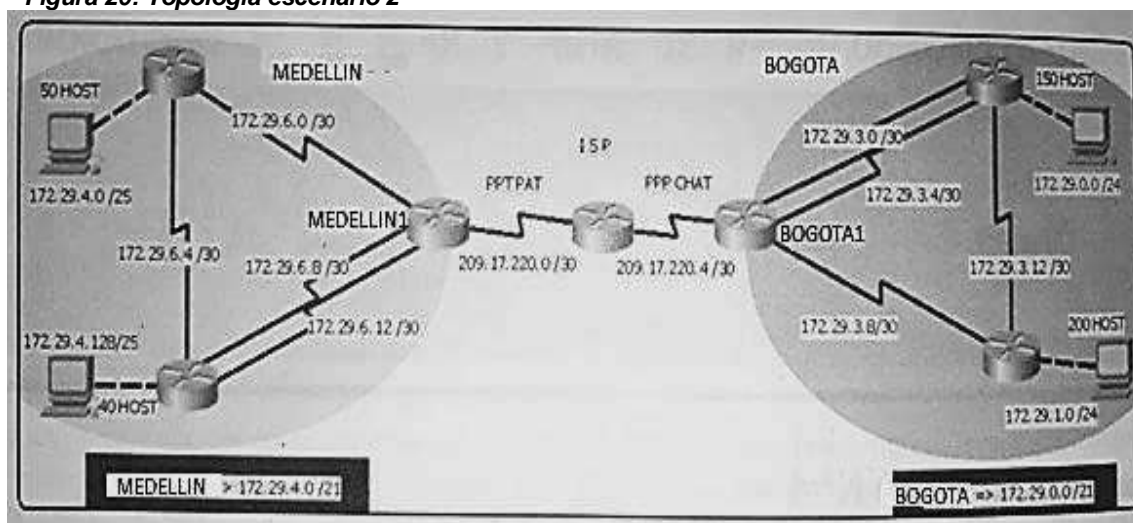 Figura 20. Topología escenario 2
MEDELLIN
BOGOTA
50 HOST
150 HOST
172.29.6.0 /30
172.29.3.0 /30
ISP
172.29.4.0 /25
PPT PAT
PPP CHAT
172.29.3.4/30
172.29.0.0 /24
MEDELLIN1
BOGOTA1
172.29.6.4 /30
172.29.6.8 /30
209.17.220.0 /30
209.17.220.4 /30
172.29.3.12 /30
172.29.6.12 /30
172.29.3.8/30
200 HOST
172.29.4.128/25
40 HOST
172.29.1.0 /24
MEDELLIN > 172.29.4.0 /21
BOGOTA => 172.29.0.0/21